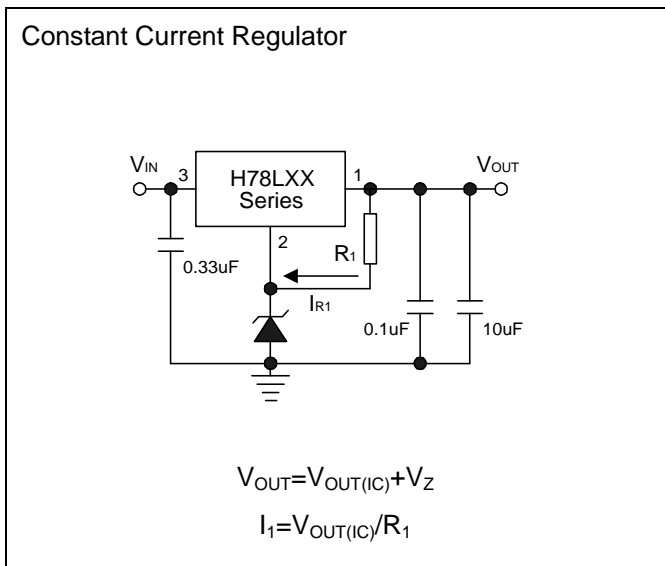 Constant Current Regulator
VIN
3
H78LXX
Series
1
VOUT
2
R1
0.33uF
IR1
0.1uF
10uF
VOUT=VOUT(IC)+VZ
I1=VOUT(IC)/R1